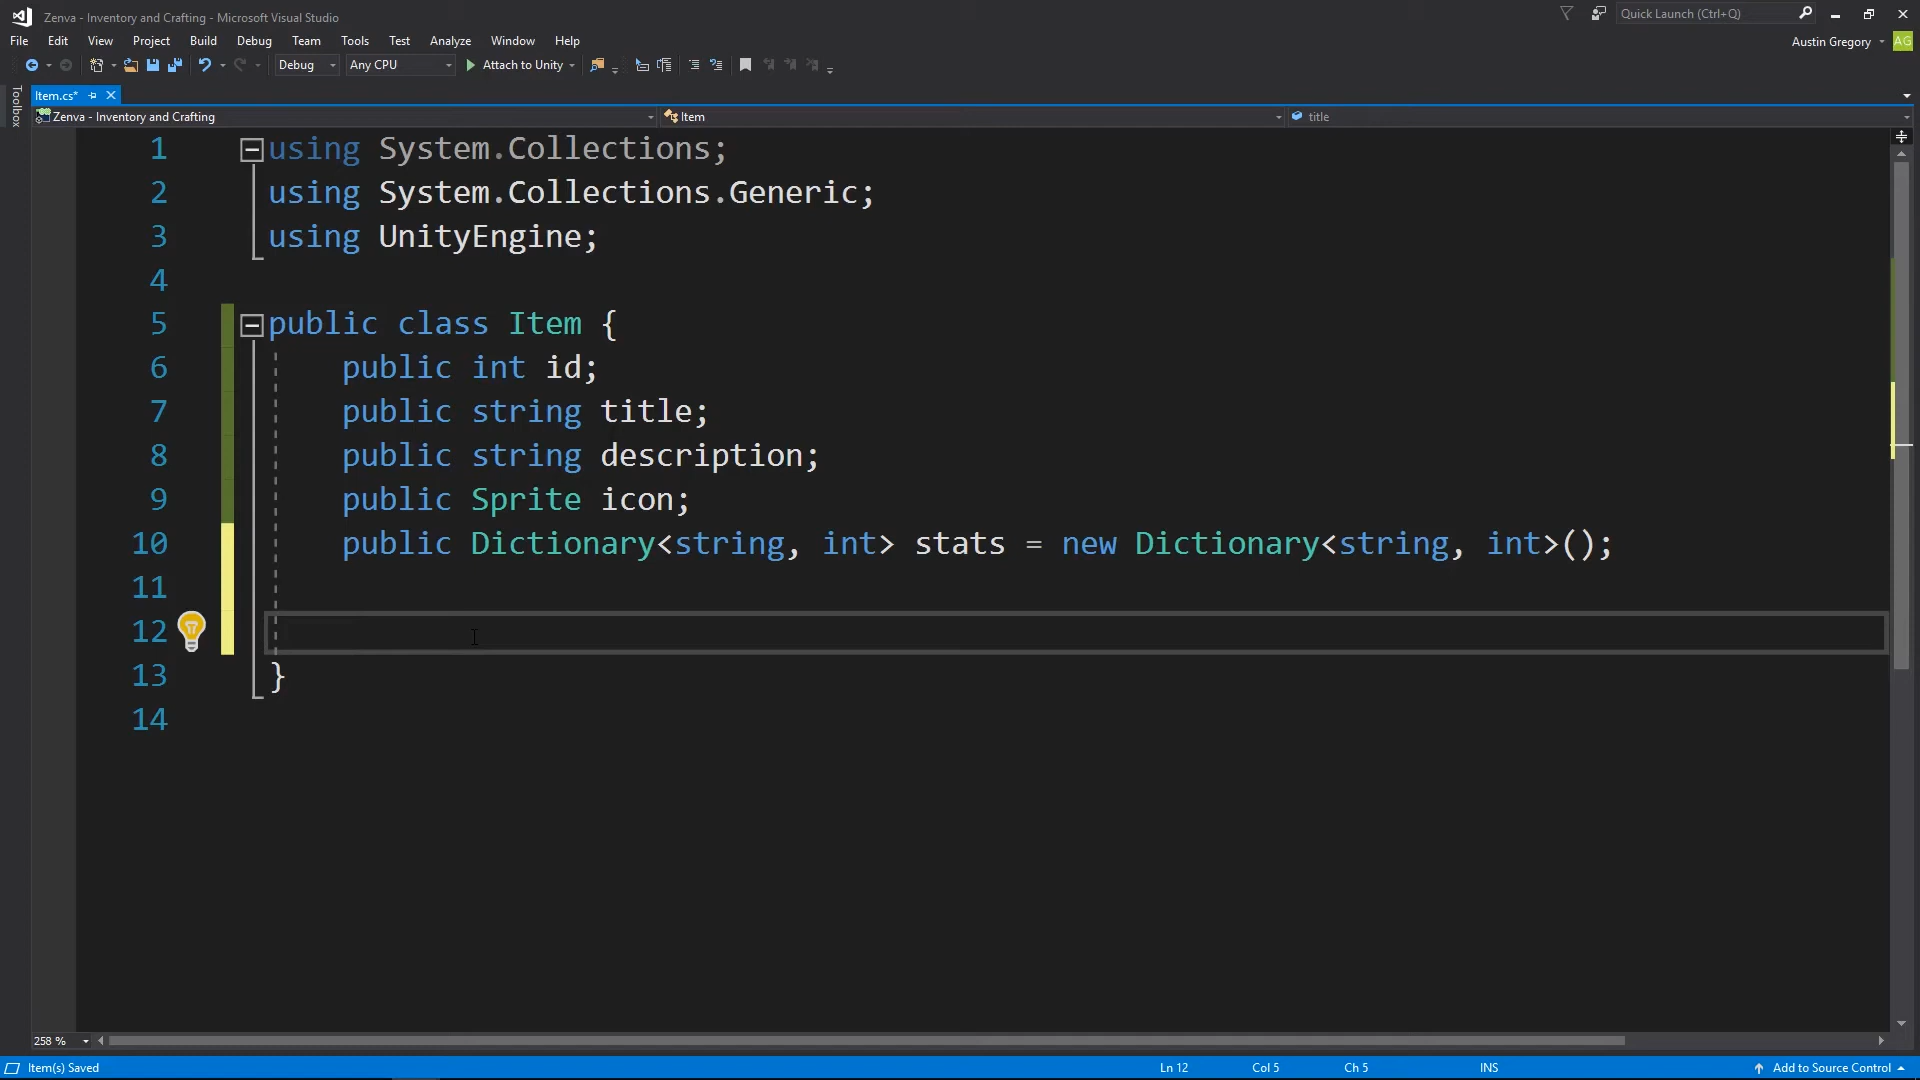 Zenva - Inventory and Crafting - Microsoft Visual Studio
Quick Launch (Ctrl+Q)
File Edit View Project Build Debug Team Tools Test Analyze Window Help
Austin Gregory AG
Debug Any CPU Attach to Unity
Toolbox
Item.cs*
Zenva - Inventory and Crafting Item title
1 using System.Collections;
2 using System.Collections.Generic;
3 using UnityEngine;
4
5 public class Item {
6 public int id;
7 public string title;
8 public string description;
9 public Sprite icon;
10 public Dictionary<string, int> stats = new Dictionary<string, int>();
11
12
13 }
14
258 %
Item(s) Saved Ln 12 Col 5 Ch 5 INS Add to Source Control